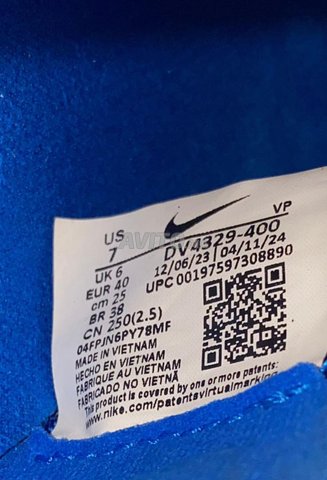 VP
US
7
UK 6
EUR 40
cm 25
BR 38
CN 250(2.5)
04FPJN6PY78MF
MADE IN VIETNAM
HECHO EN VIETNAM
FABRIQUE AU VIETNAM
FABRICADO NO VIETNAM
This product is covered by one or more patents:
www.nike.com/patentsvirtualmarking
DV4329-400
12/06/23 | 04/11/24
UPC 00197597308890
AVITO